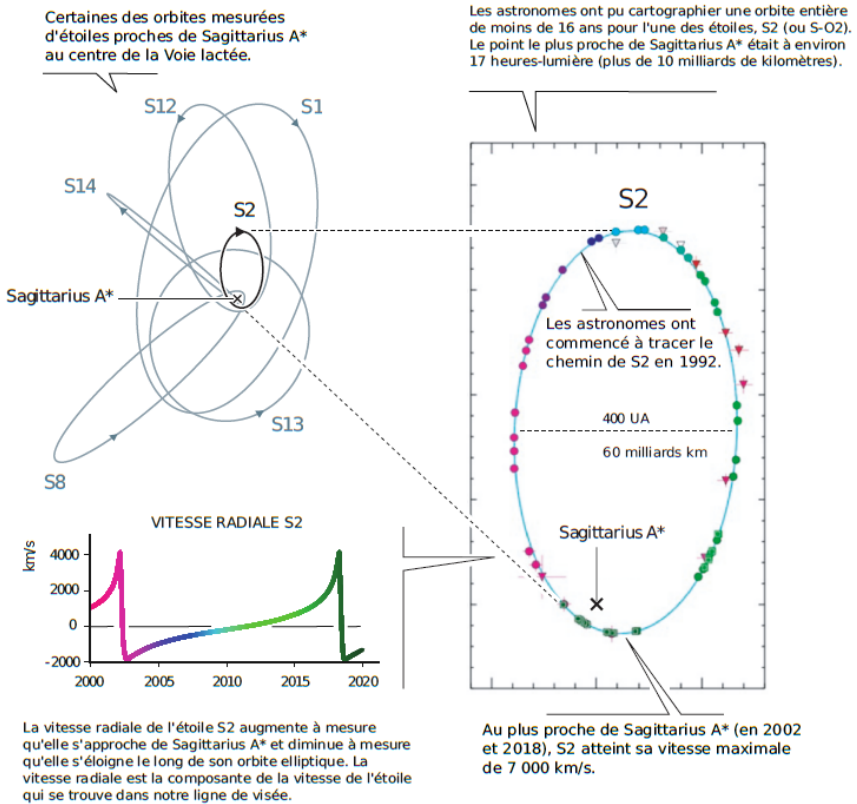 Certaines des orbites mesurées
d'étoiles proches de Sagittarius A*
au centre de la Voie lactée.
Les astronomes ont pu cartographier une orbite entière
de moins de 16 ans pour l'une des étoiles, S2 (ou S-O2).
Le point le plus proche de Sagittarius A* était à environ
17 heures-lumière (plus de 10 milliards de kilomètres).
S12
S1
S14
S2
Sagittarius A*
S13
S8
S2
Les astronomes ont
commencé à tracer le
chemin de S2 en 1992.
400 UA
60 milliards km
Sagittarius A*
VITESSE RADIALE S2
km/s
4000
2000
0
-2000
2000
2005
2010
2015
2020
La vitesse radiale de l'étoile S2 augmente à mesure
qu'elle s'approche de Sagittarius A* et diminue à mesure
qu'elle s'éloigne le long de son orbite elliptique. La
vitesse radiale est la composante de la vitesse de l'étoile
qui se trouve dans notre ligne de visée.
Au plus proche de Sagittarius A* (en 2002
et 2018), S2 atteint sa vitesse maximale
de 7 000 km/s.